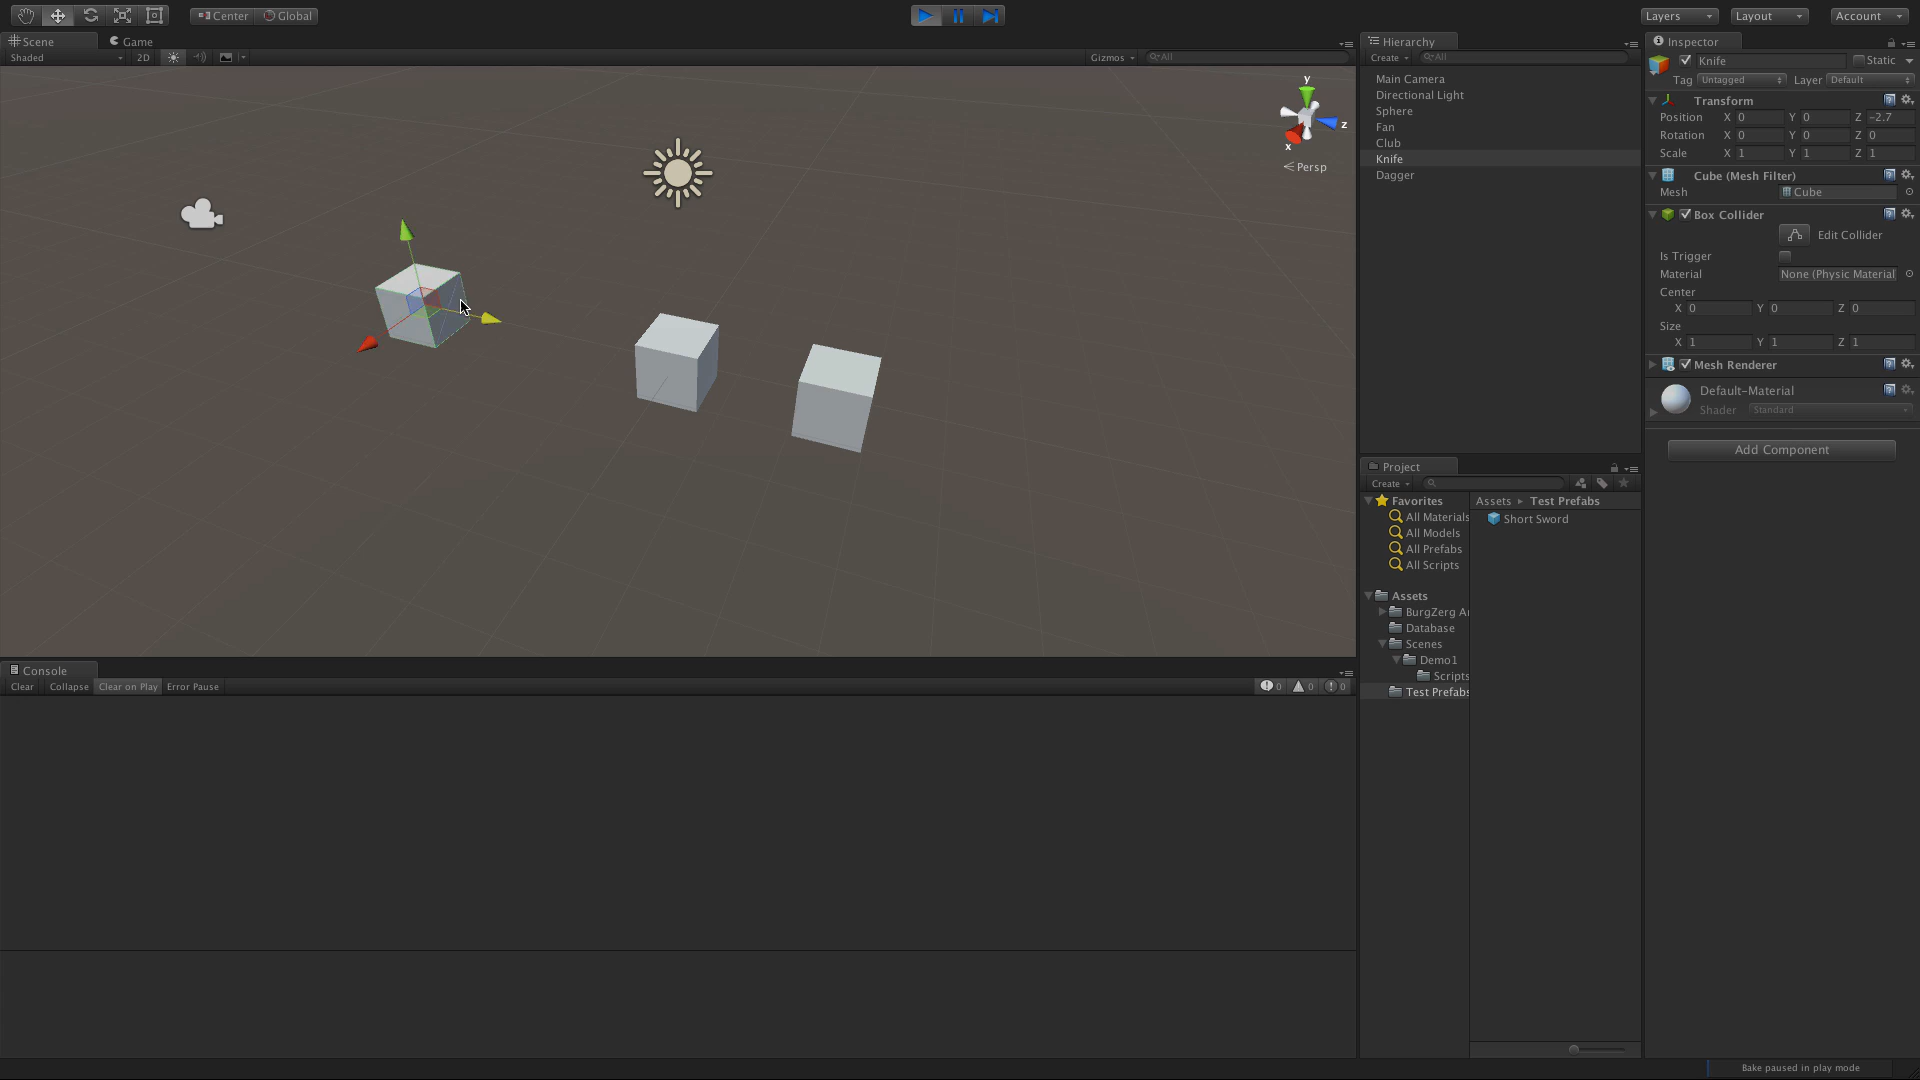 Center Global
Layers Layout Account
Scene Game
Shaded 2D Gizmos All
y
z
x
Persp
Console
Clear Collapse Clear on Play Error Pause 0 0 0
Hierarchy
Create All
Main Camera
Directional Light
Sphere
Fan
Club
Knife
Dagger
Project
Create
Favorites
All Materials
All Models
All Prefabs
All Scripts
Assets
BurgZerg Ar
Database
Scenes
Demo1
Scripts
Test Prefabs
Assets Test Prefabs
Short Sword
Inspector
Knife Static
Tag Untagged Layer Default
Transform
Position X 0 Y 0 Z -2.7
Rotation X 0 Y 0 Z 0
Scale X 1 Y 1 Z 1
Cube (Mesh Filter)
Mesh Cube
Box Collider
Edit Collider
Is Trigger
Material None (Physic Material
Center
X 0 Y 0 Z 0
Size
X 1 Y 1 Z 1
Mesh Renderer
Default-Material
Shader Standard
Add Component
Bake paused in play mode